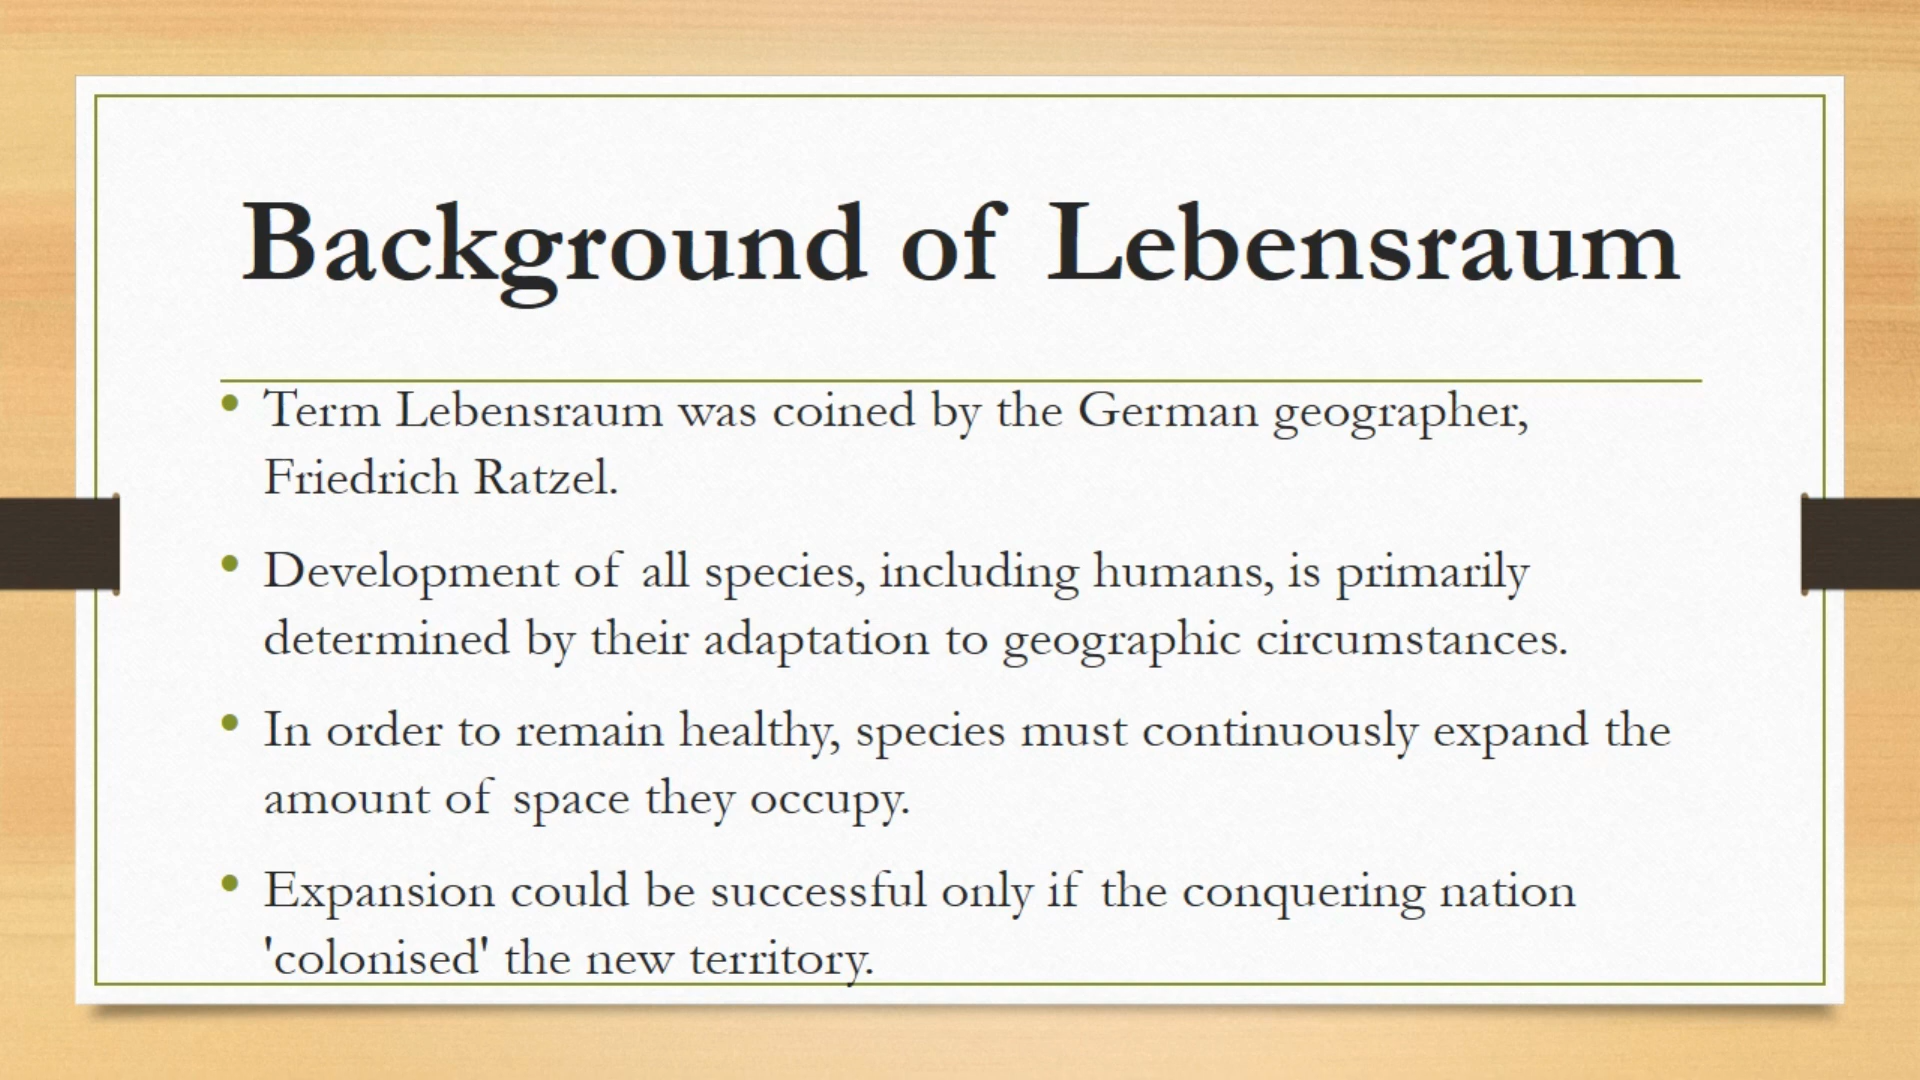 Background of Lebensraum
• Term Lebensraum was coined by the German geographer,
Friedrich Ratzel.
• Development of all species, including humans, is primarily
determined by their adaptation to geographic circumstances.
• In order to remain healthy, species must continuously expand the
amount of space they occupy.
• Expansion could be successful only if the conquering nation
'colonised' the new territory.